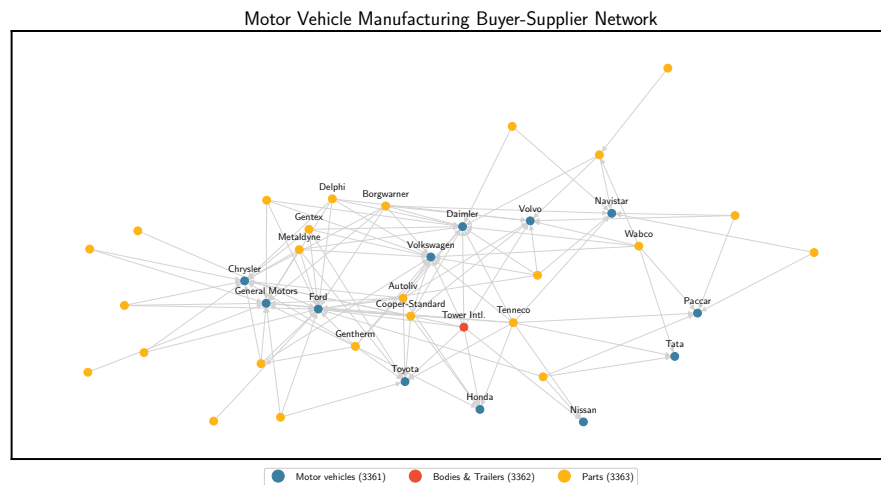 Motor Vehicle Manufacturing Buyer-Supplier Network
Delphi
Borgwarner
Gentex
Daimler
Volvo
Navistar
Metaldyne
Volkswagen
Wabco
Chrysler
General Motors
Ford
Autoliv
Cooper-Standard
Tower Intl.
Tenneco
Paccar
Gentherm
Tata
Toyota
Honda
Nissan
Motor vehicles (3361)
Bodies & Trailers (3362)
Parts (3363)